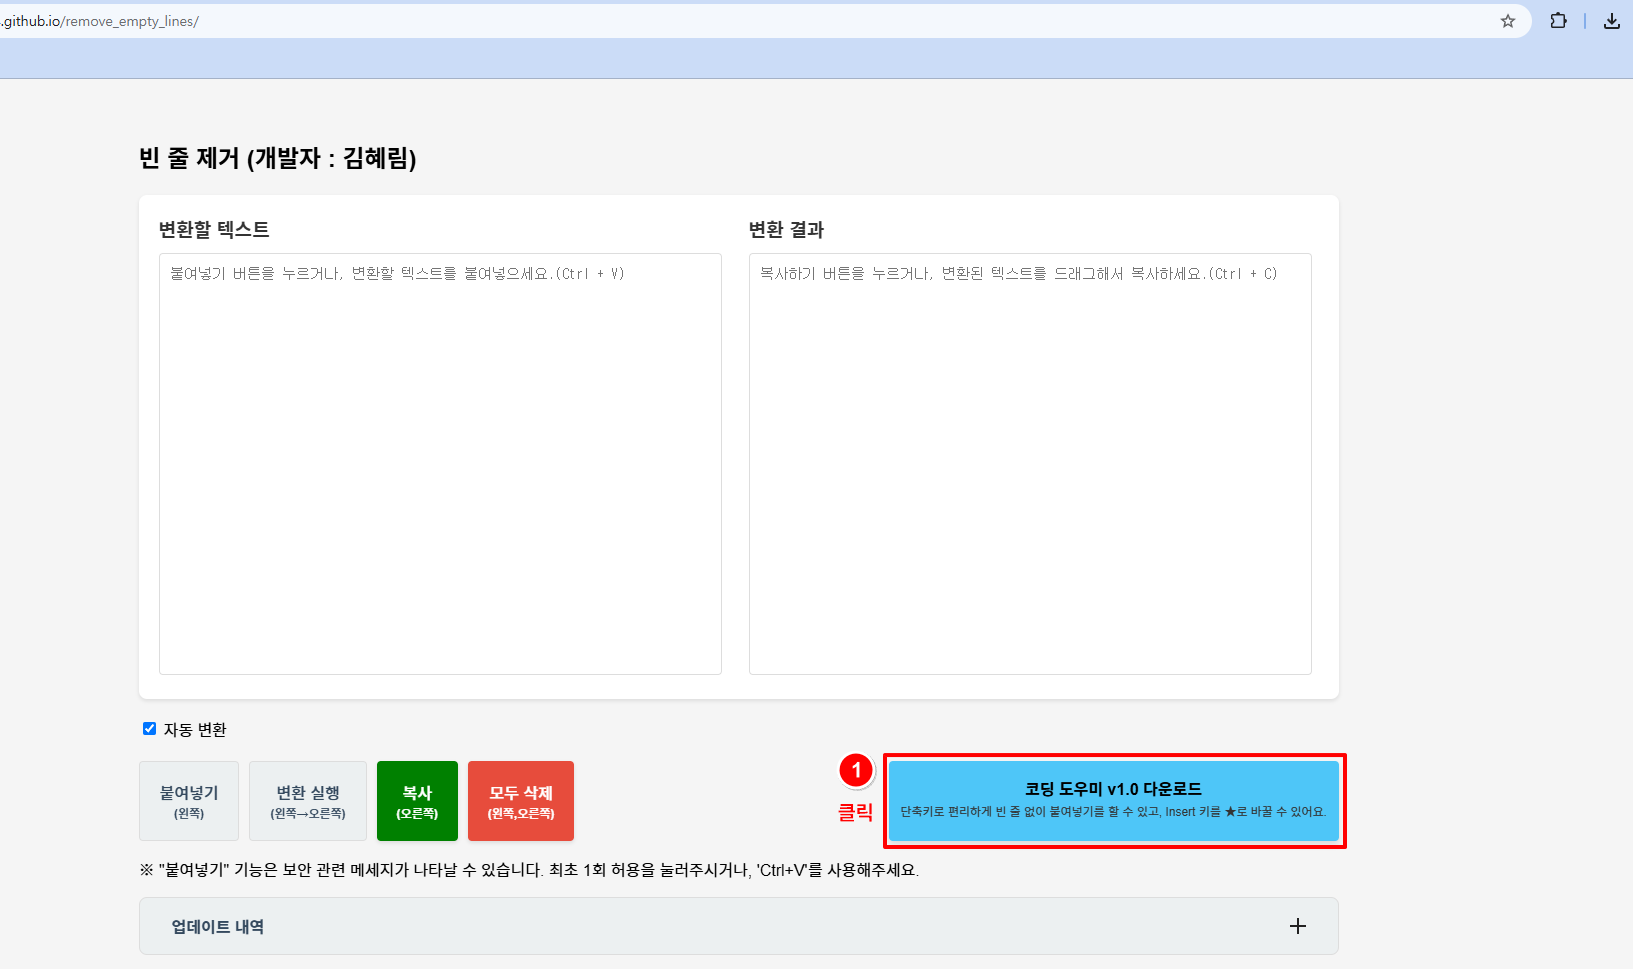 .github.io/remove_empty_lines/
빈 줄 제거 (개발자 : 김혜림)
변환할 텍스트
붙여넣기 버튼을 누르거나, 변환할 텍스트를 붙여넣으세요.(Ctrl + V)
변환 결과
복사하기 버튼을 누르거나, 변환된 텍스트를 드래그해서 복사하세요.(Ctrl + C)
자동 변환
붙여넣기
(왼쪽)
변환 실행
(왼쪽→오른쪽)
복사
(오른쪽)
모두 삭제
(왼쪽,오른쪽)
1
클릭
코딩 도우미 v1.0 다운로드
단축키로 편리하게 빈 줄 없이 붙여넣기를 할 수 있고, Insert 키를 ★로 바꿀 수 있어요.
※ "붙여넣기" 기능은 보안 관련 메세지가 나타날 수 있습니다. 최초 1회 허용을 눌러주시거나, 'Ctrl+V'를 사용해주세요.
업데이트 내역